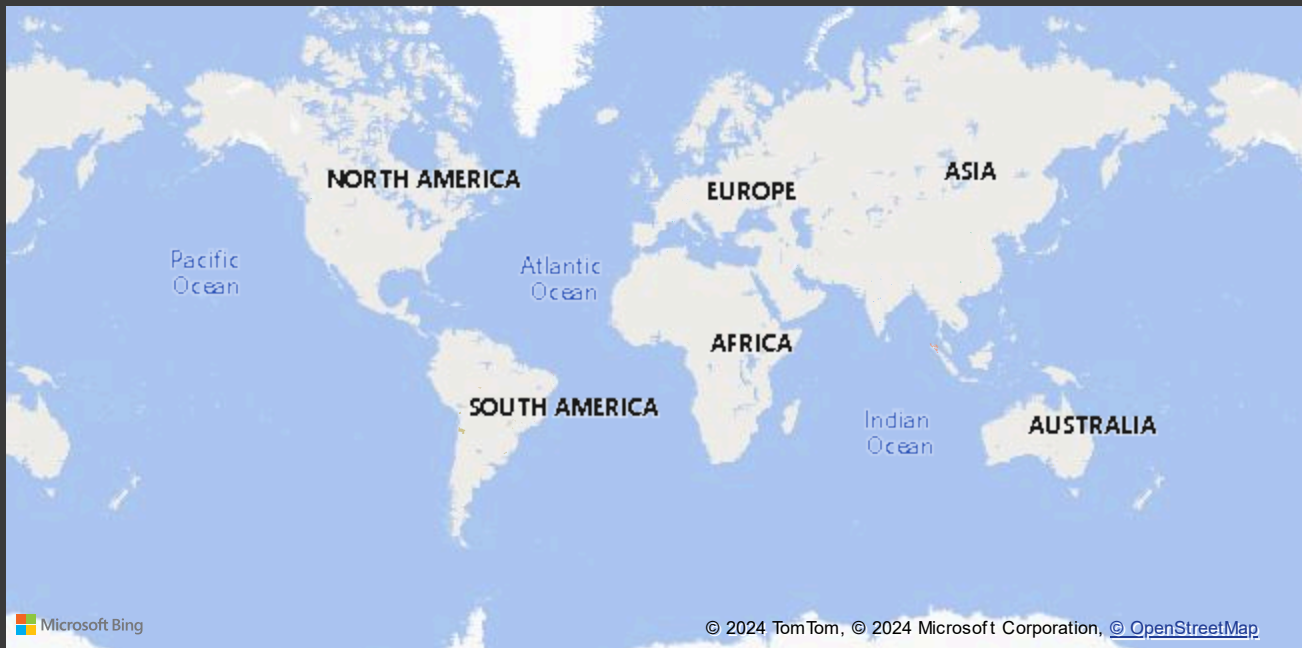 NORTH AMERICA
EUROPE
ASIA
Pacific
Ocean
Atlantic
Ocean
AFRICA
SOUTH AMERICA
Indian
Ocean
AUSTRALIA
Microsoft Bing
© 2024 TomTom, © 2024 Microsoft Corporation, © OpenStreetMap